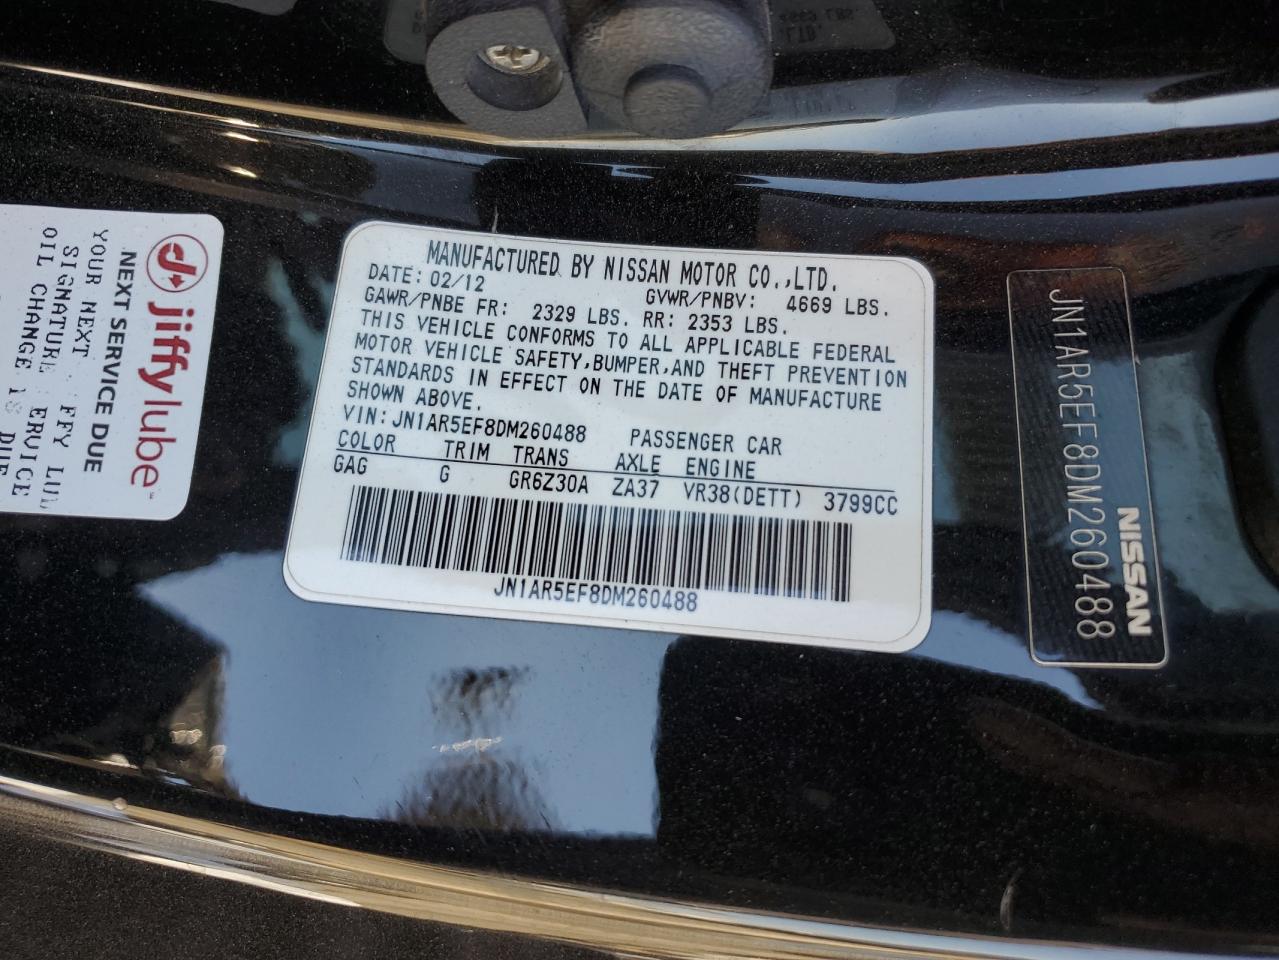 MANUFACTURED BY NISSAN MOTOR CO.,LTD.
DATE: 02/12 GVWR/PNBV: 4669 LBS.
GAWR/PNBE FR: 2329 LBS. RR: 2353 LBS.
THIS VEHICLE CONFORMS TO ALL APPLICABLE FEDERAL
MOTOR VEHICLE SAFETY,BUMPER,AND THEFT PREVENTION
STANDARDS IN EFFECT ON THE DATE OF MANUFACTURE
SHOWN ABOVE.
VIN: JN1AR5EF8DM260488 PASSENGER CAR
COLOR TRIM TRANS AXLE ENGINE
GAG G GR6Z30A ZA37 VR38(DETT) 3799CC
JN1AR5EF8DM260488
JN1AR5EF8DM260488
NISSAN
jiffy lube
NEXT SERVICE DUE
YOUR NEXT
SIGNATURE
OIL CHANGE
DUE
LTD.